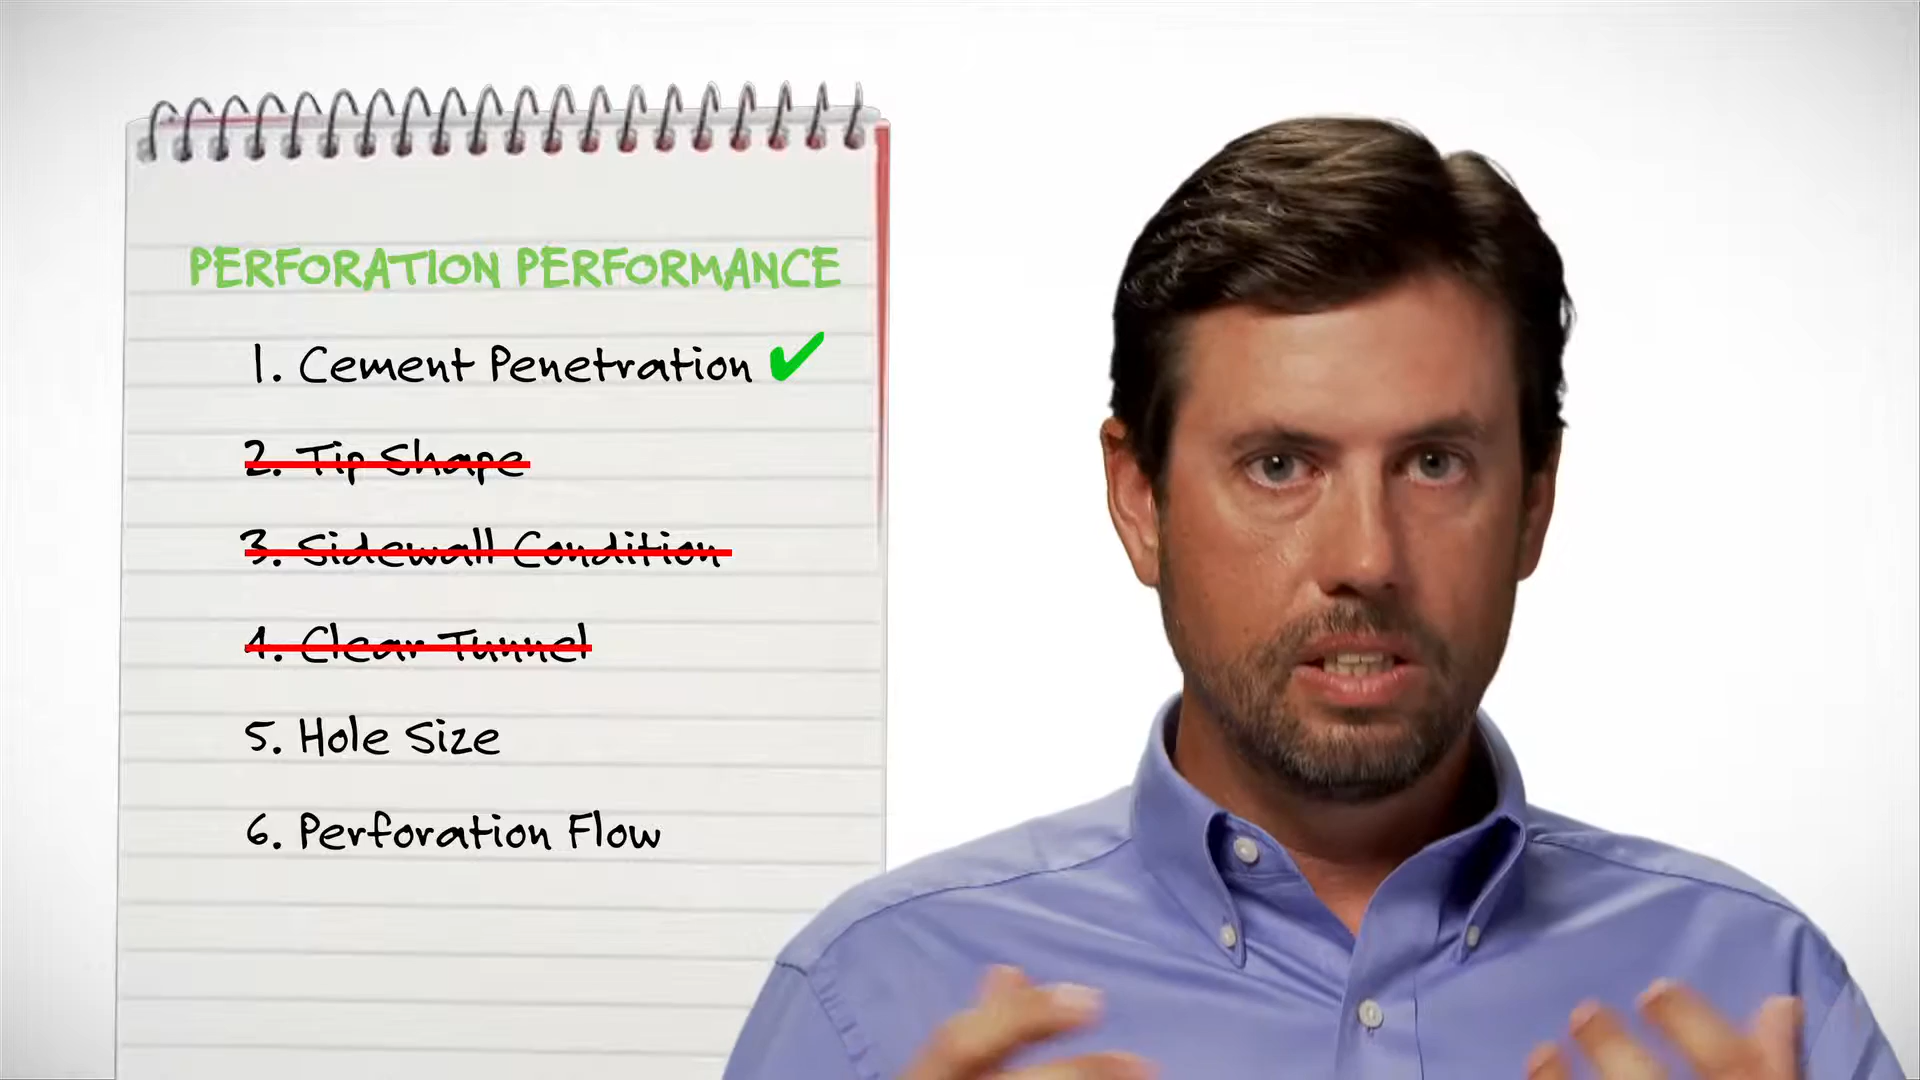 PERFORATION PERFORMANCE
1. Cement Penetration ✔
2. Tip Shape
3. Sidewall Condition
4. Clear Tunnel
5. Hole Size
6. Perforation Flow